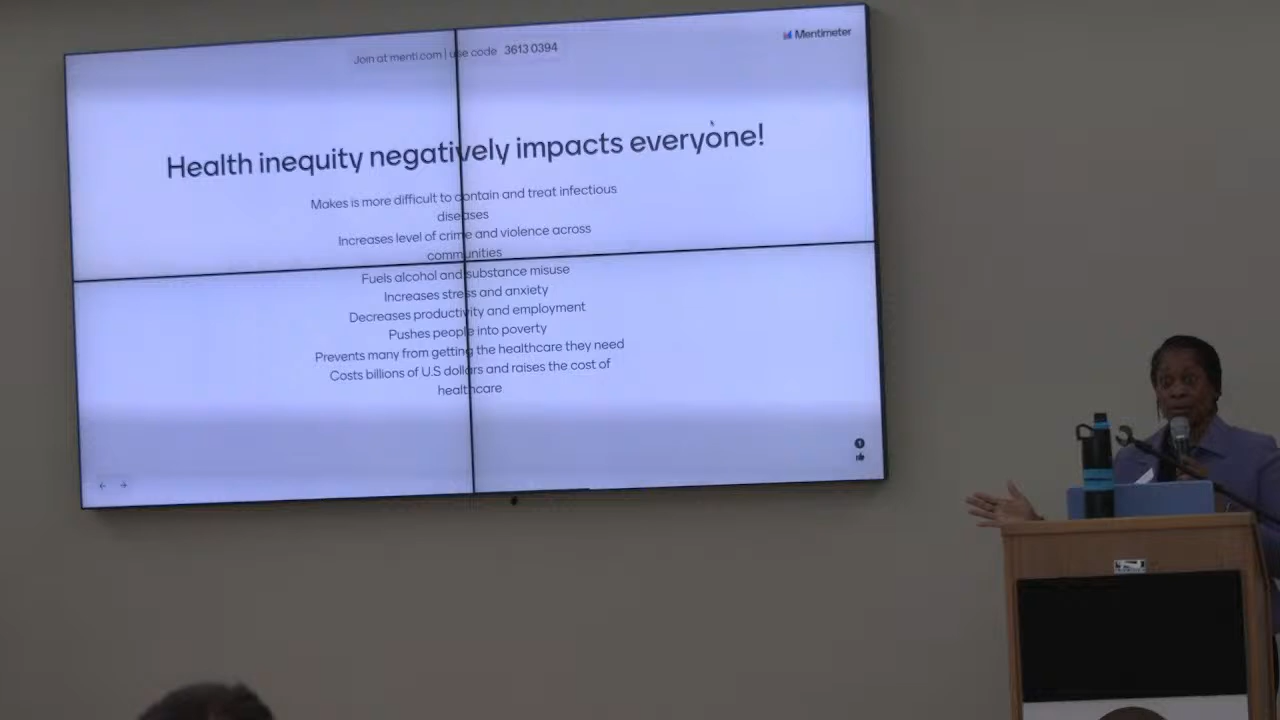 Join at menti.com | use code 3613 0394
Mentimeter
Health inequity negatively impacts everyone!
Makes is more difficult to contain and treat infectious
diseases
Increases level of crime and violence across
communities
Fuels alcohol and substance misuse
Increases stress and anxiety
Decreases productivity and employment
Pushes people into poverty
Prevents many from getting the healthcare they need
Costs billions of U.S dollars and raises the cost of
healthcare